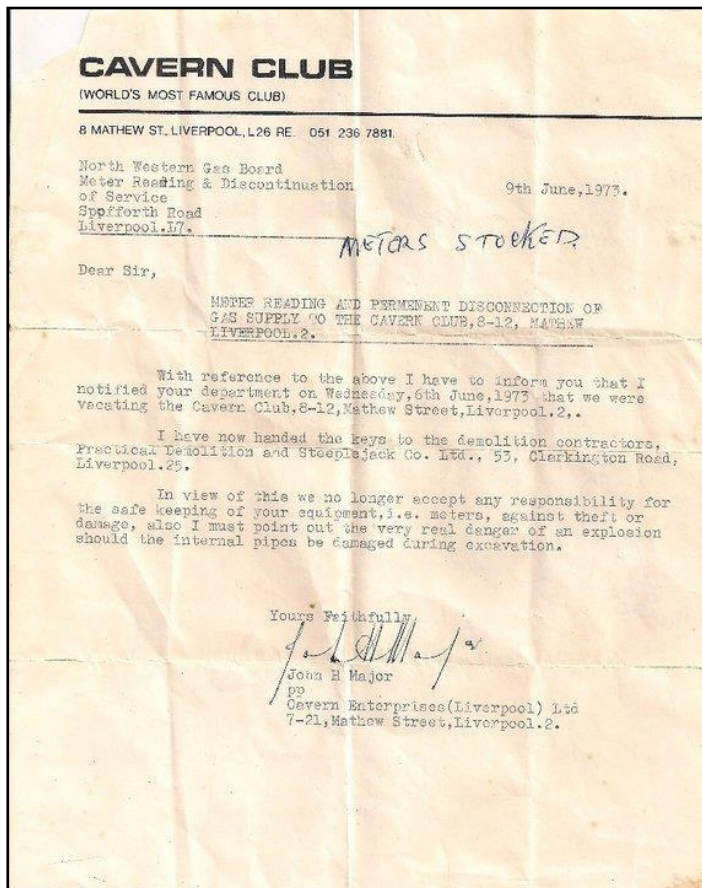 CAVERN CLUB
(WORLD'S MOST FAMOUS CLUB)
8 MATHEW ST., LIVERPOOL, L26 RE. 051 236 7881.
North Western Gas Board
Meter Reading & Discontinuation
of Service
Spofforth Road
Liverpool.L7.
9th June,1973.
METERS STOCKED.
Dear Sir,
METER READING AND PERMENENT DISCONNECTION OF
GAS SUPPLY TO THE CAVERN CLUB,8-12, MATHEW
LIVERPOOL.2.
With reference to the above I have to inform you that I
notified your department on Wednesday,6th June,1973 that we were
vacating the Cavern Club,8-12,Mathew Street,Liverpool.2,.
I have now handed the keys to the demolition contractors,
Practical Demolition and Steeplejack Co. Ltd., 53, Clarkington Road,
Liverpool.25.
In view of this we no longer accept any responsibility for
the safe keeping of your equipment,i.e. meters, against theft or
damage, also I must point out the very real danger of an explosion
should the internal pipes be damaged during excavation.
Yours Faithfully,
John H Major
pp
Cavern Enterprises(Liverpool) Ltd
7-21,Mathew Street,Liverpool.2.